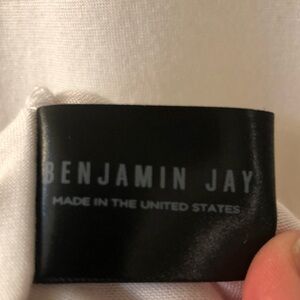 BENJAMIN JAY
MADE IN THE UNITED STATES